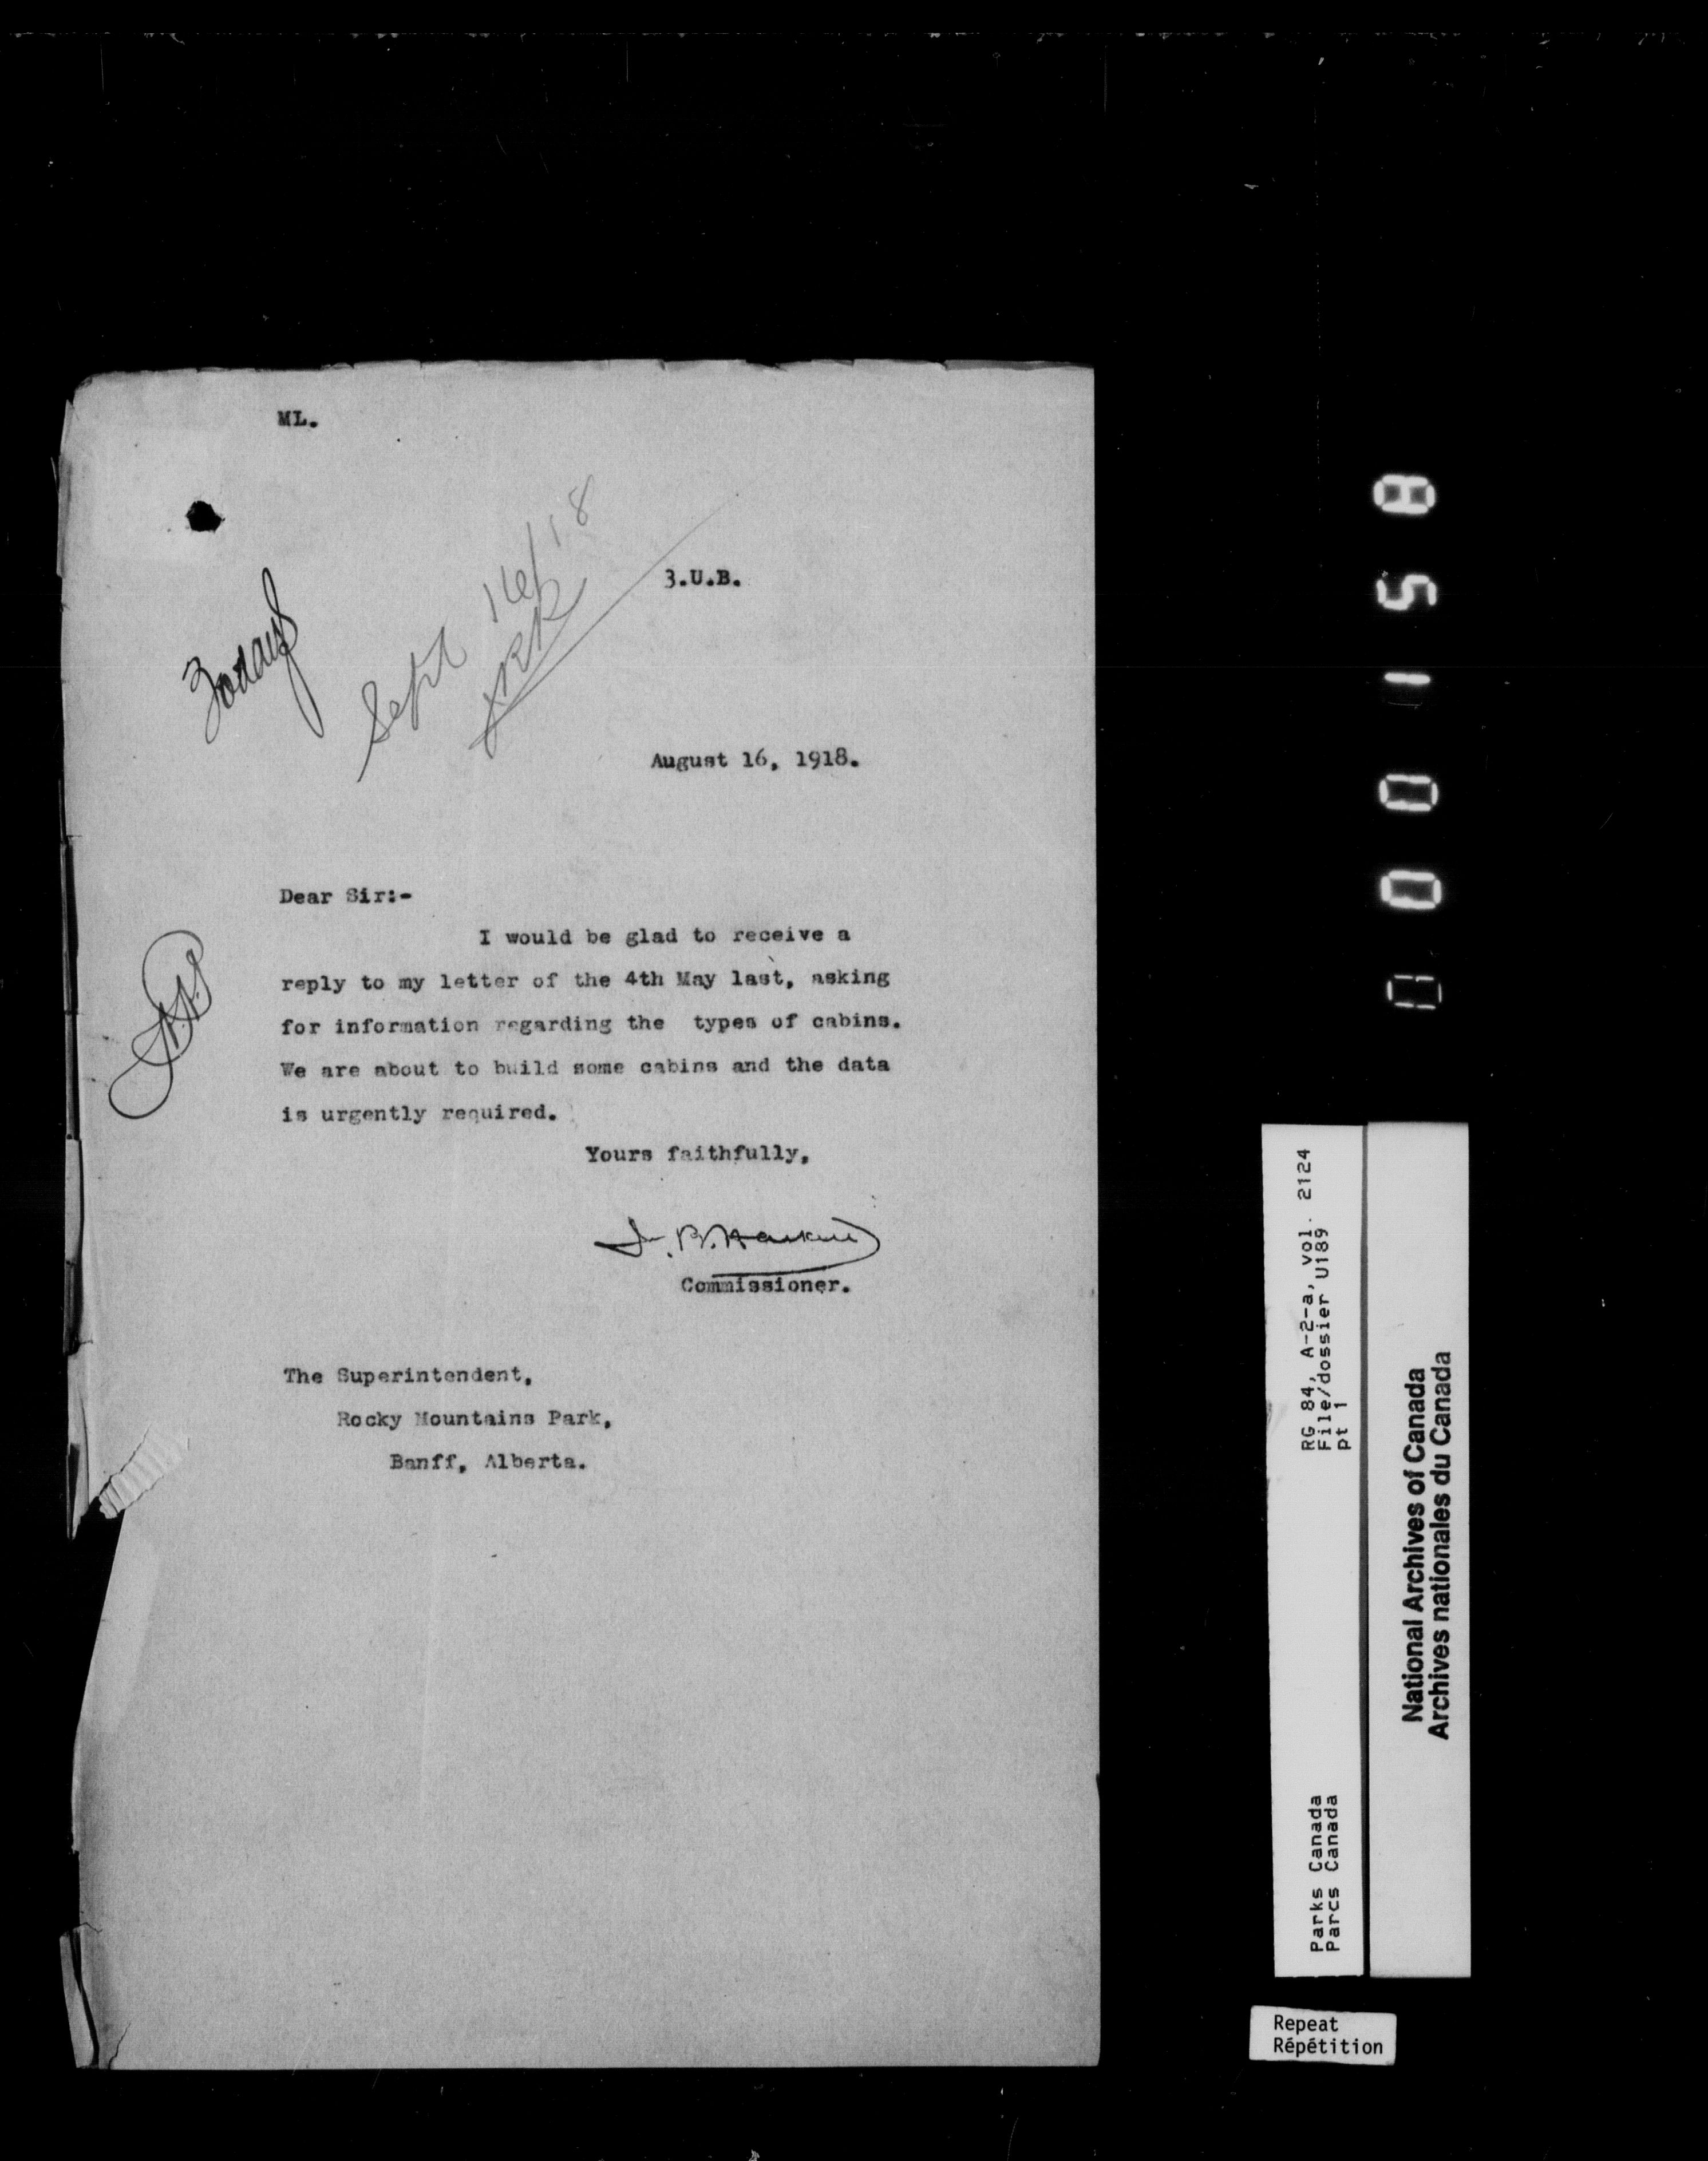 ML.
3.U.B.
30 days
Sept 16/18
August 16, 1918.
Dear Sir:-
I would be glad to receive a
reply to my letter of the 4th May last, asking
for information regarding the types of cabins.
We are about to build some cabins and the data
is urgently required.
Yours faithfully,
J.B. Harkin
Commissioner.
The Superintendent,
Rocky Mountains Park,
Banff, Alberta.
RG 84, A-2-a, vol. 2124
File/dossier U189
pt 1
Parks Canada
Parcs Canada
National Archives of Canada
Archives nationales du Canada
Repeat
Répétition